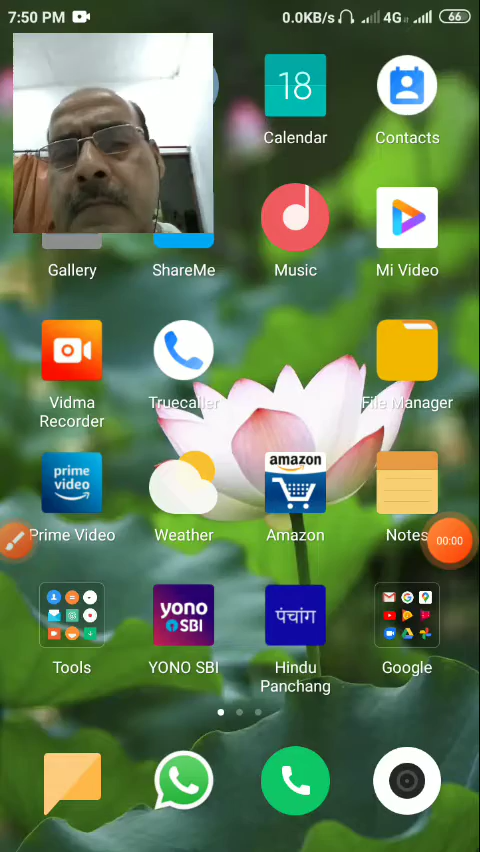 7:50 PM 0.0KB/s 4G 66
18
Calendar Contacts
Gallery ShareMe Music Mi Video
Vidma
Recorder
Truecaller File Manager
prime
video
amazon
Prime Video Weather Amazon Notes
00:00
yono
SBI
पंचांग
Tools YONO SBI Hindu
Panchang
Google